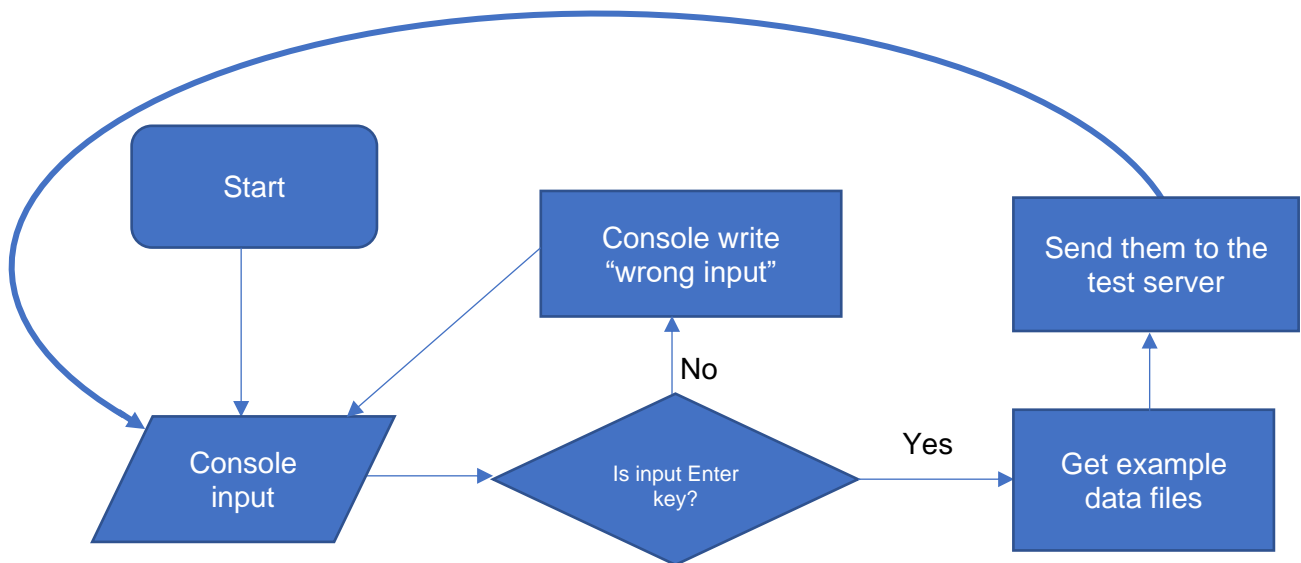 Start
Console write
“wrong input”
Send them to the
test server
No
Console
input
Is input Enter
key?
Yes
Get example
data files